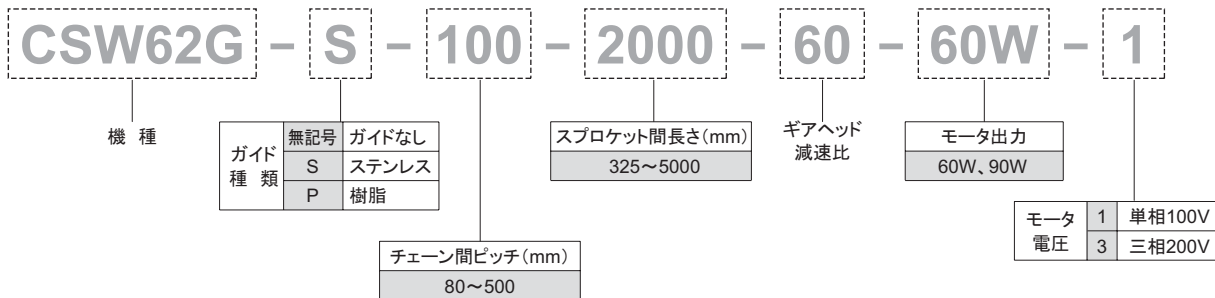 CSW62G - S - 100 - 2000 - 60 - 60W - 1
機種
ガイド
種類
無記号 ガイドなし
S ステンレス
P 樹脂
チェーン間ピッチ(mm)
80~500
スプロケット間長さ(mm)
325~5000
ギアヘッド
減速比
モータ出力
60W、90W
モータ
電圧
1 単相100V
3 三相200V